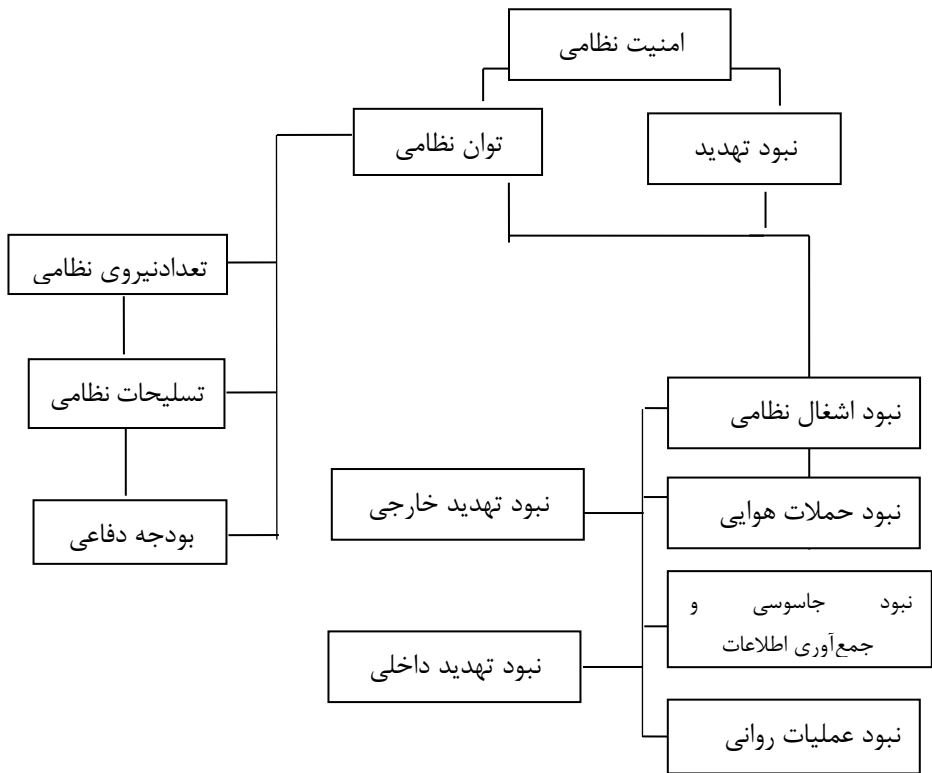 امنیت نظامی
نبود تهدید
توان نظامی
تعدادنیروی نظامی
تسلیحات نظامی
بودجه دفاعی
نبود اشغال نظامی
نبود حملات هوایی
نبود جاسوسی و
جمع‌آوری اطلاعات
نبود عملیات روانی
نبود تهدید خارجی
نبود تهدید داخلی